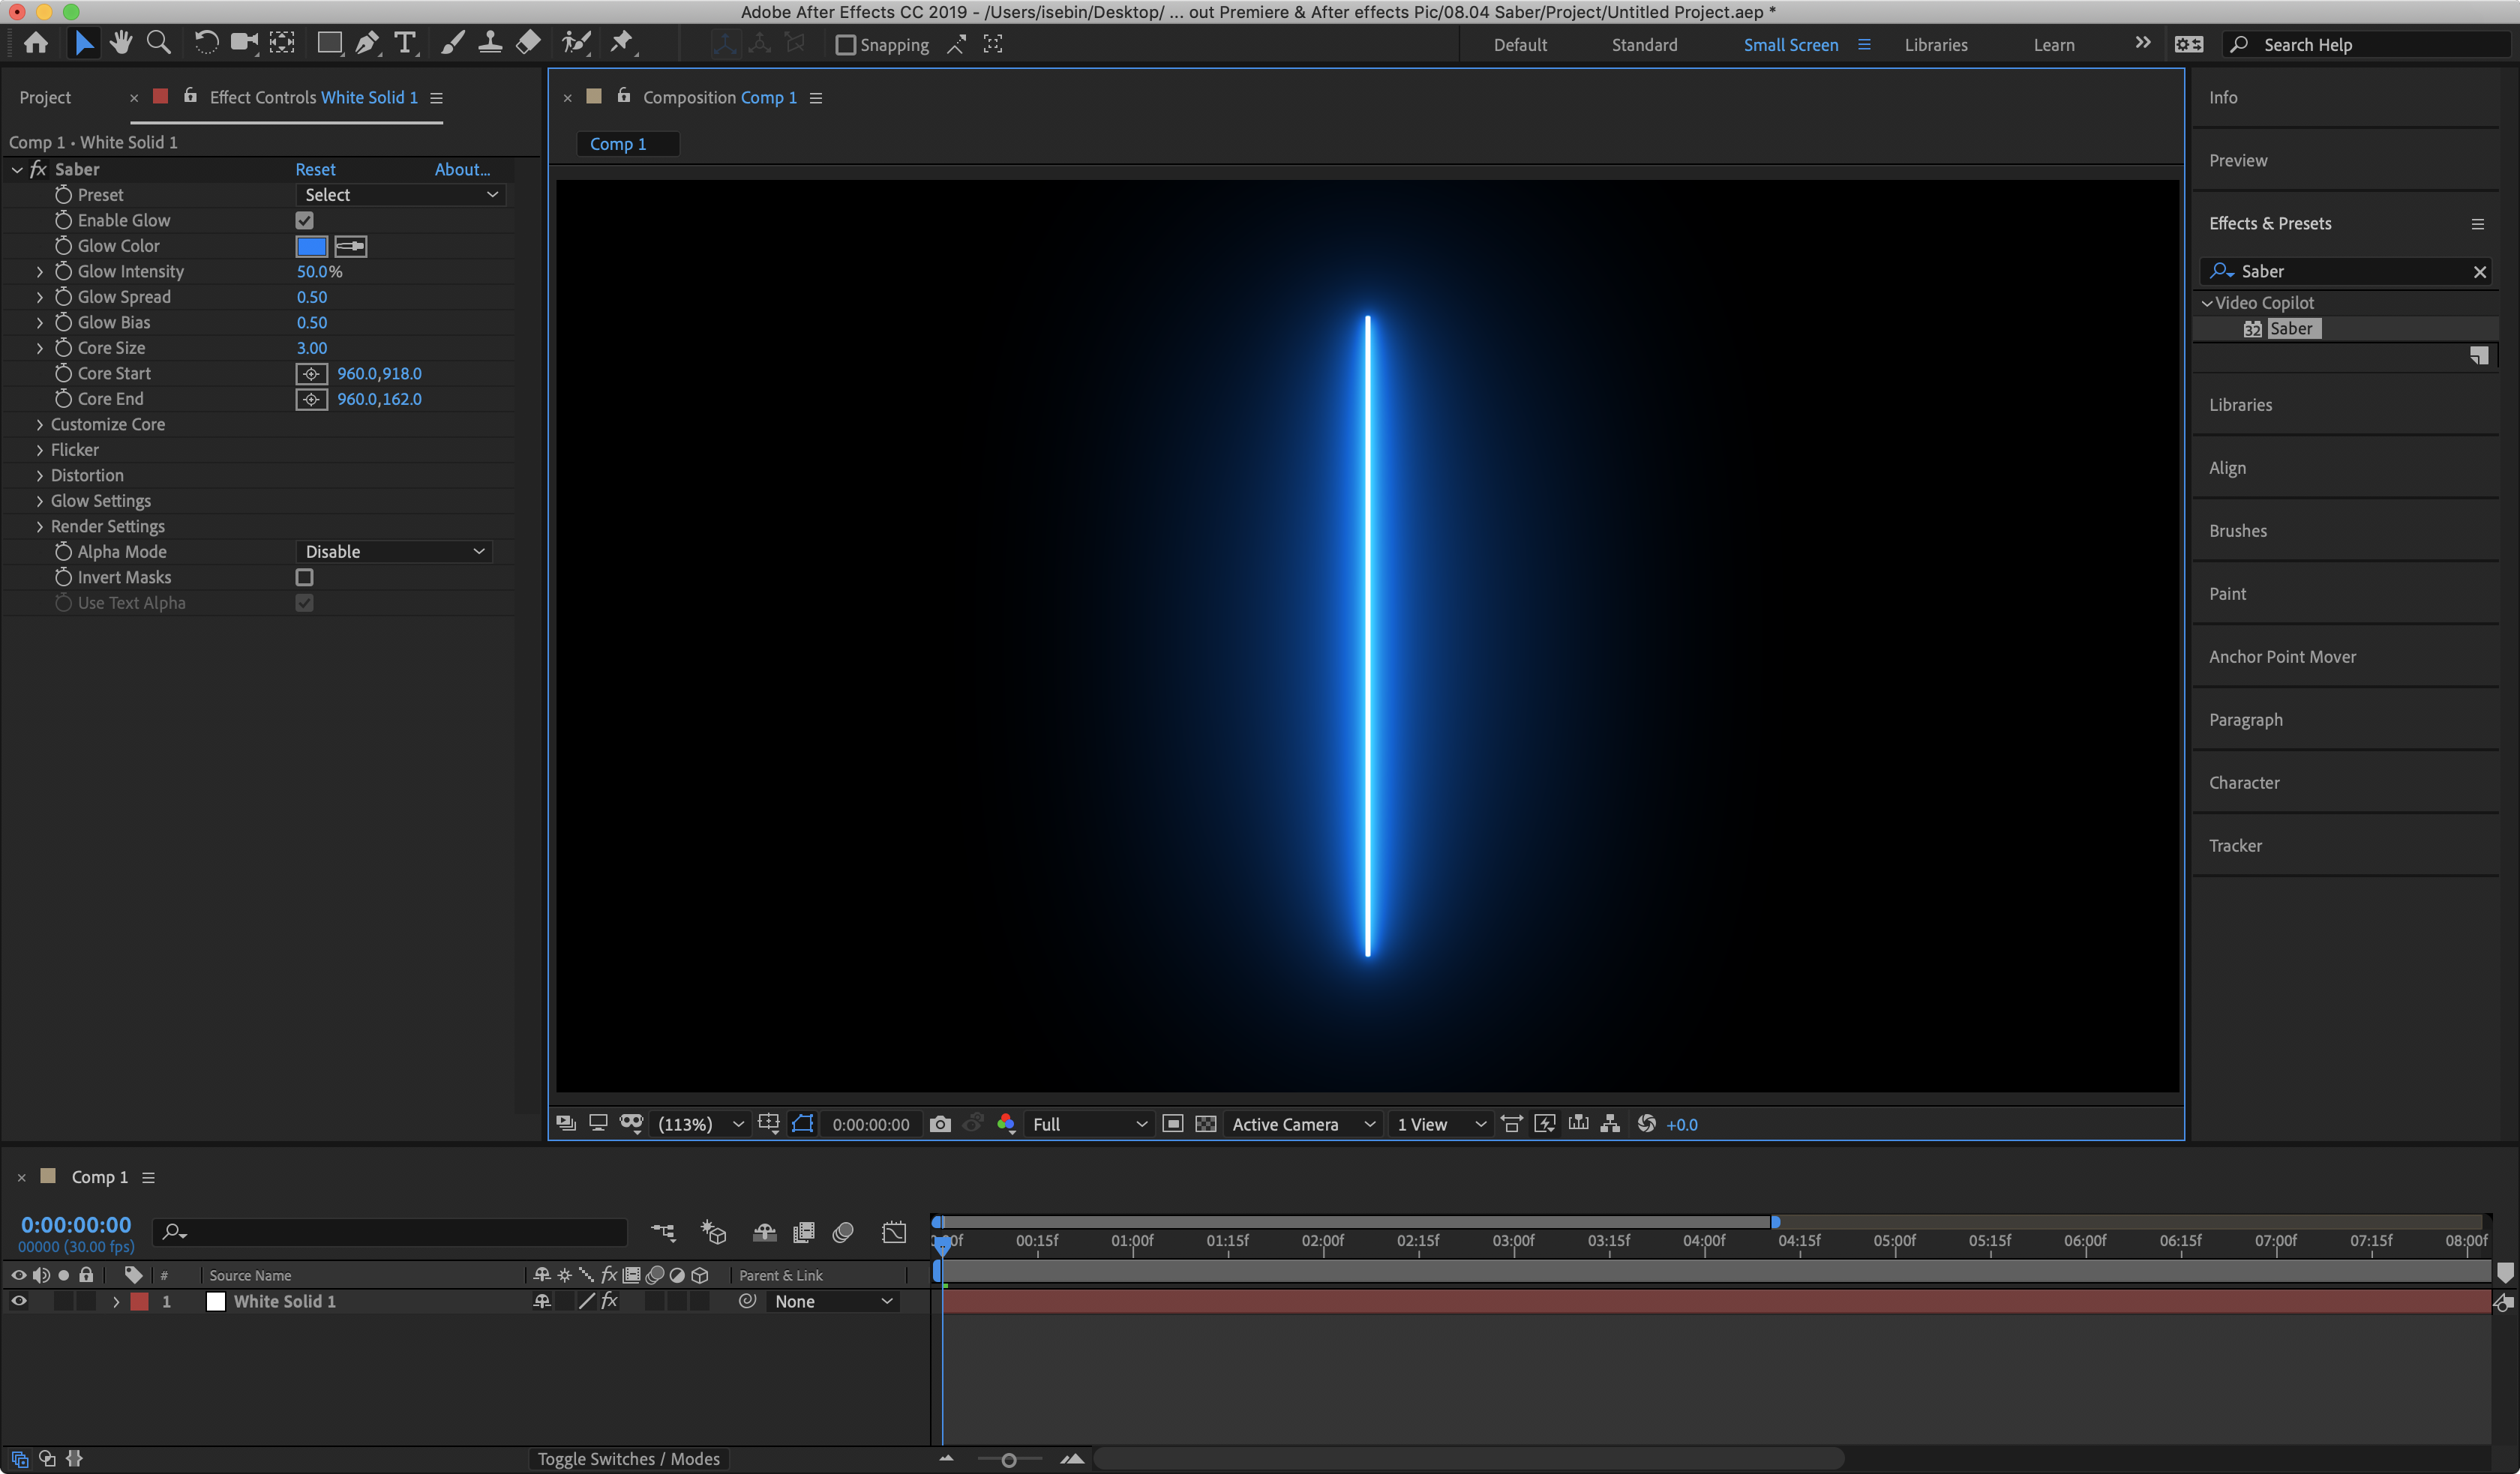 Adobe After Effects CC 2019 - /Users/isebin/Desktop/ ... out Premiere & After effects Pic/08.04 Saber/Project/Untitled Project.aep *
Snapping
Default
Standard
Small Screen
Libraries
Learn
Search Help
Project
Effect Controls White Solid 1
Comp 1 • White Solid 1
fx Saber Reset About...
Preset Select
Enable Glow
Glow Color
Glow Intensity 50.0%
Glow Spread 0.50
Glow Bias 0.50
Core Size 3.00
Core Start 960.0,918.0
Core End 960.0,162.0
Customize Core
Flicker
Distortion
Glow Settings
Render Settings
Alpha Mode Disable
Invert Masks
Use Text Alpha
Composition Comp 1
Comp 1
(113%) 0:00:00:00 Full Active Camera 1 View +0.0
Info
Preview
Effects & Presets
Saber
Video Copilot
32 Saber
Libraries
Align
Brushes
Paint
Anchor Point Mover
Paragraph
Character
Tracker
Comp 1
0:00:00:00
00000 (30.00 fps)
00:15f 01:00f 01:15f 02:00f 02:15f 03:00f 03:15f 04:00f 04:15f 05:00f 05:15f 06:00f 06:15f 07:00f 07:15f 08:00f
# Source Name fx Parent & Link
1 White Solid 1 fx None
Toggle Switches / Modes